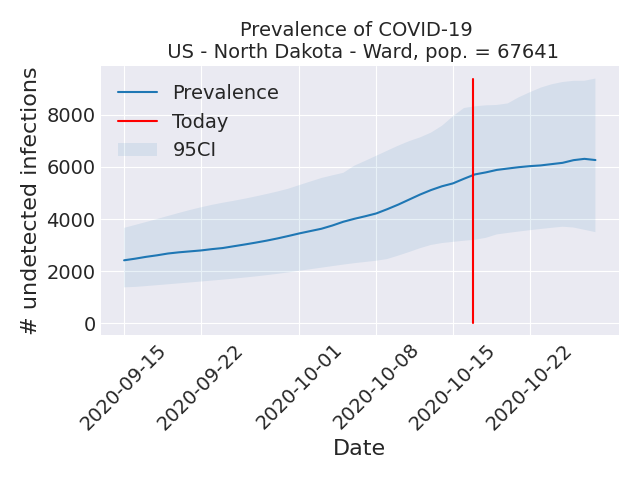 Prevalence of COVID-19
US - North Dakota - Ward, pop. = 67641
# undetected infections
8000
6000
4000
2000
0
Prevalence
Today
95CI
2020-09-15
2020-09-22
2020-10-01
2020-10-08
2020-10-15
2020-10-22
Date